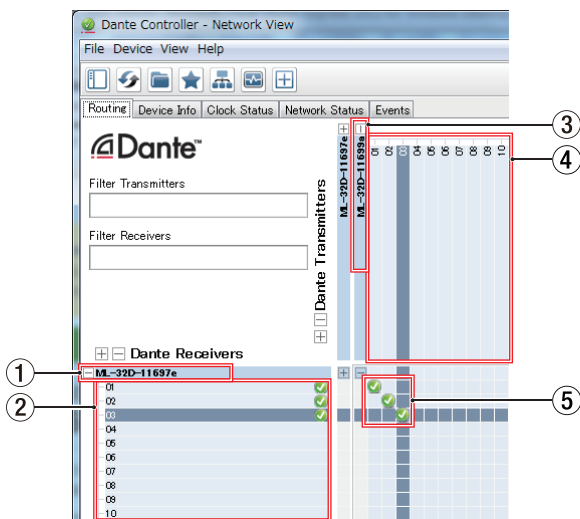 Dante Controller - Network View
File Device View Help
Routing Device Info Clock Status Network Status Events
Dante™
Filter Transmitters
Filter Receivers
Dante Transmitters
ML-32D-11697e
ML-32D-11699a
01 02 03 04 05 06 07 08 09 10
Dante Receivers
ML-32D-11697e
01
02
03
04
05
06
07
08
09
10
1
2
3
4
5